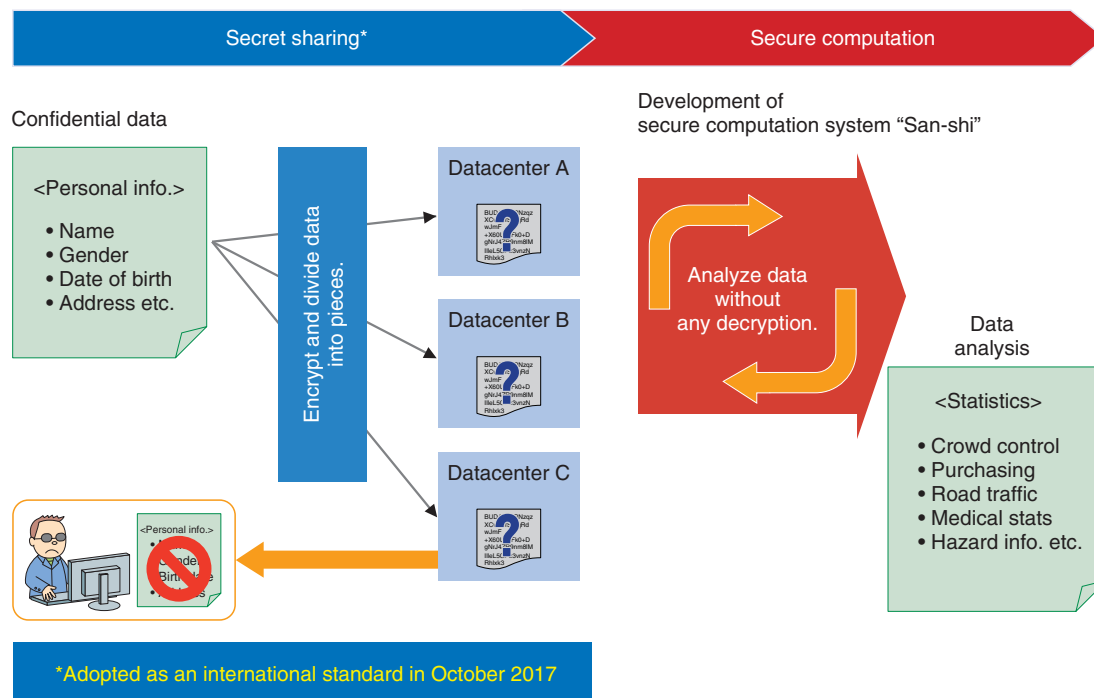 Secret sharing*
Secure computation
Confidential data
<Personal info.>
• Name
• Gender
• Date of birth
• Address etc.
Encrypt and divide data
into pieces.
Datacenter A
Datacenter B
Datacenter C
<Personal info.>
*Adopted as an international standard in October 2017
Development of
secure computation system “San-shi”
Analyze data
without
any decryption.
Data
analysis
<Statistics>
• Crowd control
• Purchasing
• Road traffic
• Medical stats
• Hazard info. etc.